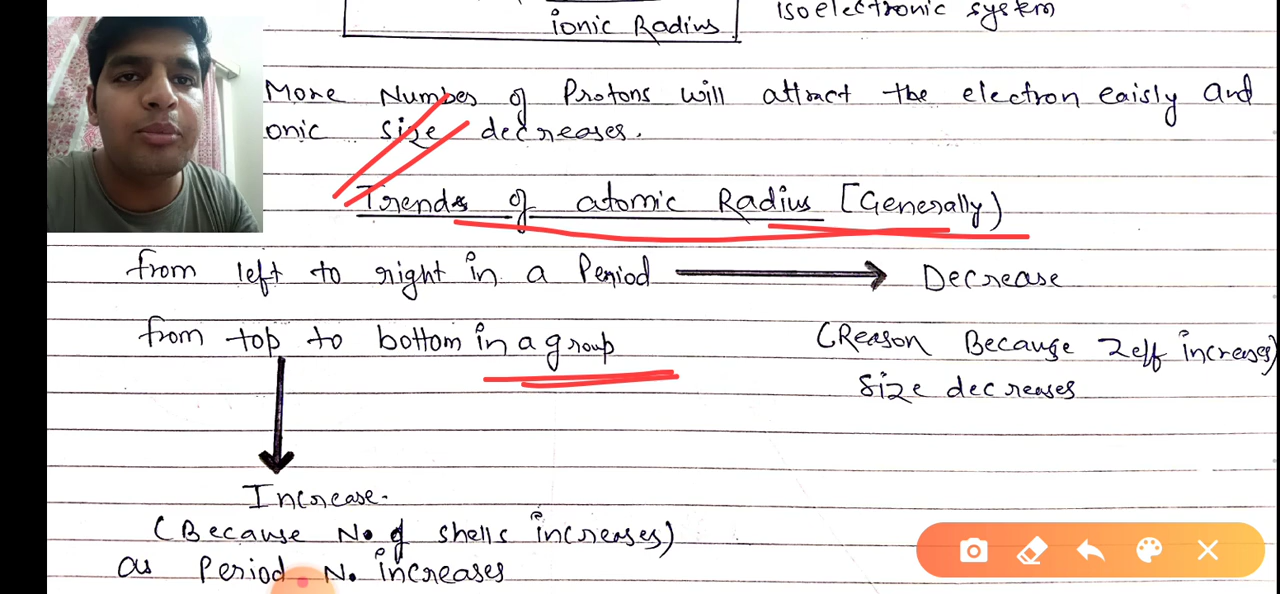 ionic Radius
isoelectronic system
More Number of Protons will attract the electron eaisly and
onic size decreases.
Trends of atomic Radius [Generally)
from left to right in a Period → Decrease
from top to bottom in a group
(Reason Because Zeff increases)
Size decreases
Increase.
(Because No. of shells increases)
as Period No. increases